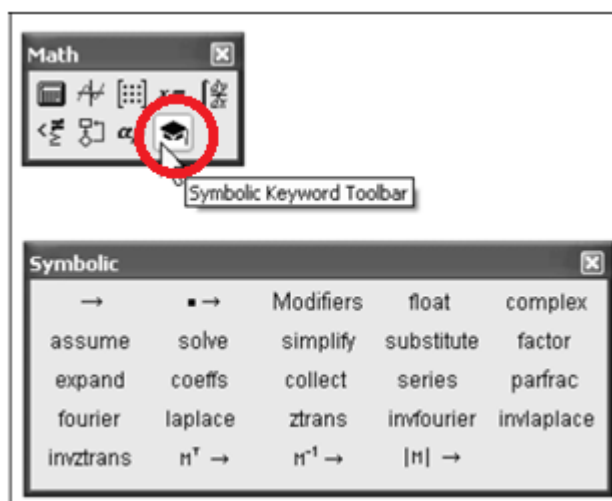 Math
x=
αβ
Symbolic Keyword Toolbar
Symbolic
→ ▪→ Modifiers float complex
assume solve simplify substitute factor
expand coeffs collect series parfrac
fourier laplace ztrans invfourier invlaplace
invztrans Mᵀ → M⁻¹ → |M| →